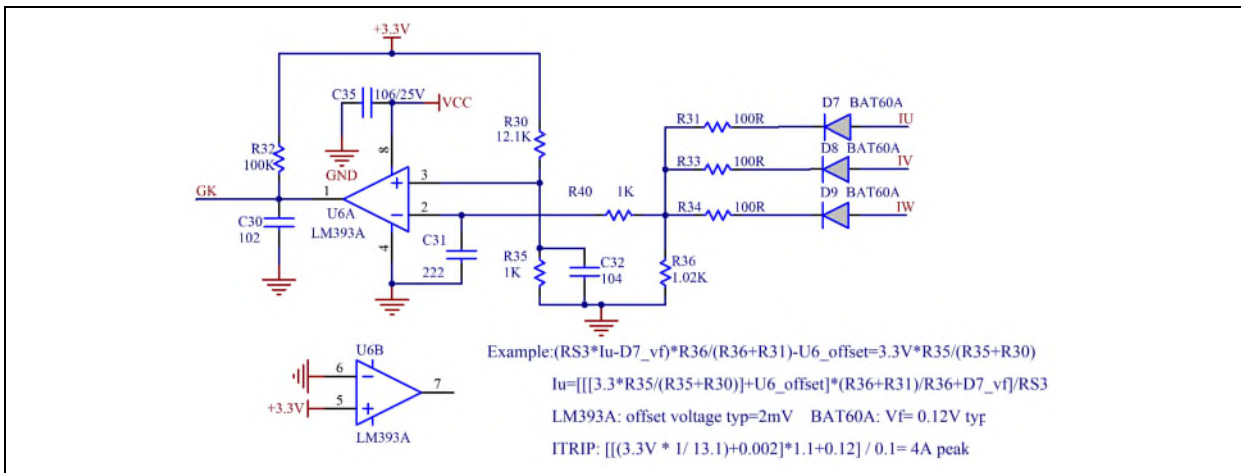 +3.3V
C35 106/25V
VCC
R30
12.1K
R32
100K
GND
GK
1
8
3
2
4
U6A
LM393A
C30
102
C31
222
R40 1K
R35
1K
C32
104
R36
1.02K
R31 100R
D7 BAT60A
IU
R33 100R
D8 BAT60A
IV
R34 100R
D9 BAT60A
IW
U6B
6
+3.3V 5
7
LM393A
Example:(RS3*Iu-D7_vf)*R36/(R36+R31)-U6_offset=3.3V*R35/(R35+R30)
Iu=[[[3.3*R35/(R35+R30)]+U6_offset]*(R36+R31)/R36+D7_vf]/RS3
LM393A: offset voltage typ=2mV BAT60A: Vf= 0.12V typ
ITRIP: [[(3.3V * 1/ 13.1)+0.002]*1.1+0.12] / 0.1= 4A peak